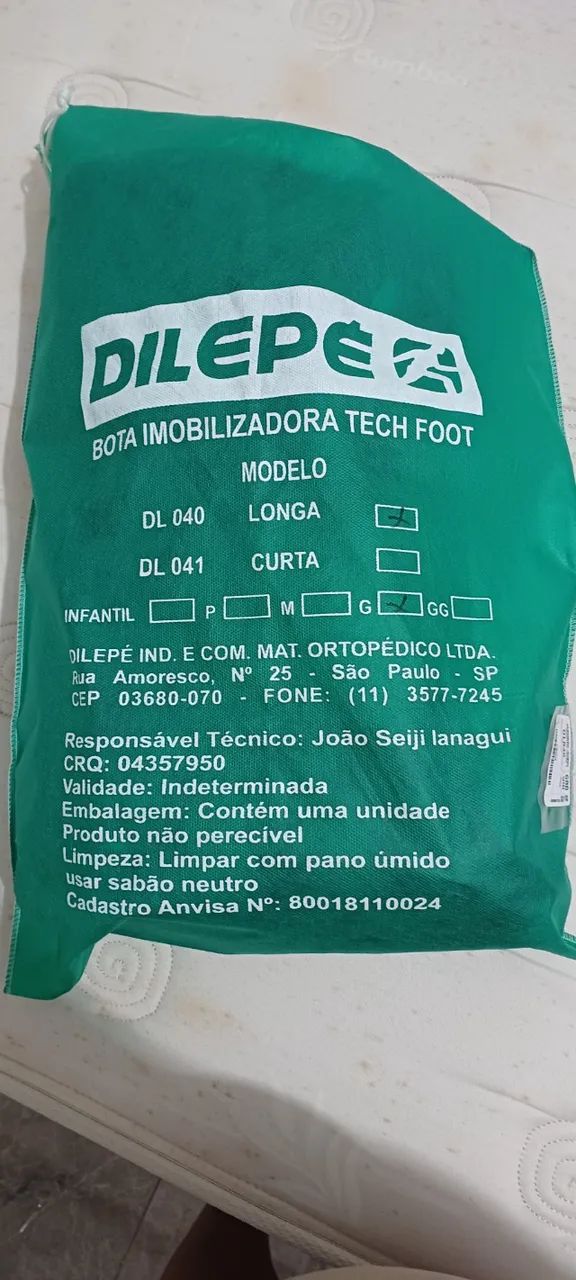 DILEPÉ
BOTA IMOBILIZADORA TECH FOOT
MODELO
DL 040 LONGA
DL 041 CURTA
INFANTIL P M G GG
DILEPÉ IND. E COM. MAT. ORTOPÉDICO LTDA.
Rua Amoresco, Nº 25 - São Paulo - SP
CEP 03680-070 - FONE: (11) 3577-7245
Responsável Técnico: João Seiji Ianagui
CRQ: 04357950
Validade: Indeterminada
Embalagem: Contém uma unidade
Produto não perecível
Limpeza: Limpar com pano úmido
usar sabão neutro
Cadastro Anvisa Nº: 80018110024